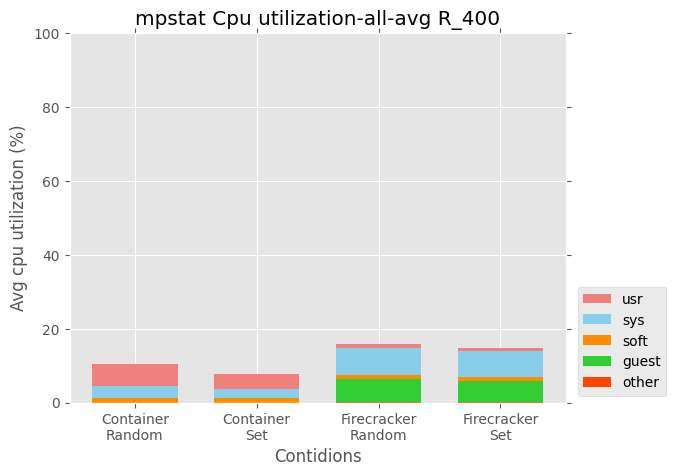 mpstat Cpu utilization-all-avg R_400
Avg cpu utilization (%)
100
80
60
40
20
0
Container
Random
Container
Set
Firecracker
Random
Firecracker
Set
Contidions
usr
sys
soft
guest
other